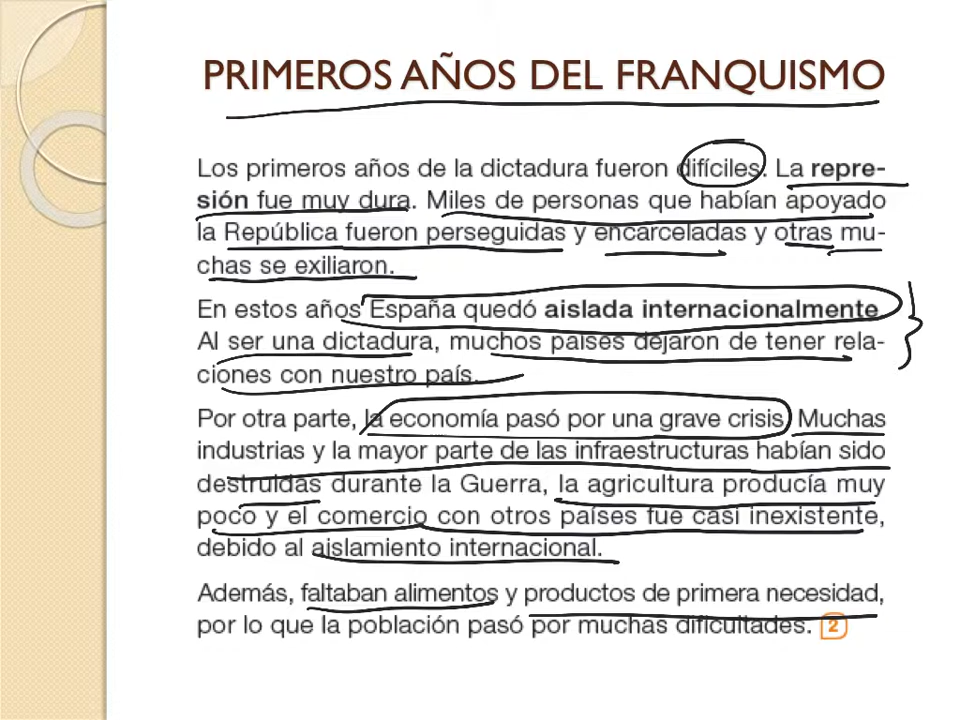 PRIMEROS AÑOS DEL FRANQUISMO
Los primeros años de la dictadura fueron difíciles. La repre-
sión fue muy dura. Miles de personas que habían apoyado
la República fueron perseguidas y encarceladas y otras mu-
chas se exiliaron.
En estos años España quedó aislada internacionalmente.
Al ser una dictadura, muchos países dejaron de tener rela-
ciones con nuestro país.
Por otra parte, la economía pasó por una grave crisis. Muchas
industrias y la mayor parte de las infraestructuras habían sido
destruidas durante la Guerra, la agricultura producía muy
poco y el comercio con otros países fue casi inexistente,
debido al aislamiento internacional.
Además, faltaban alimentos y productos de primera necesidad,
por lo que la población pasó por muchas dificultades. 2